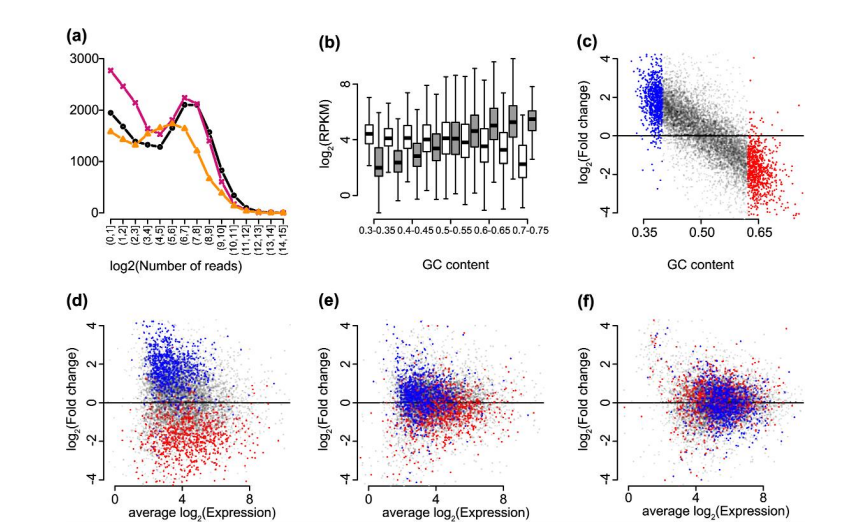 (a)
3000
2000
1000
0
(0,1]
(1,2]
(2,3]
(3,4]
(4,5]
(5,6]
(6,7]
(7,8]
(8,9]
(9,10]
(10,11]
(11,12]
(12,13]
(13,14]
(14,15]
log2(Number of reads)
(b)
log2(RPKM)
8
4
0
0.3-0.35 0.4-0.45 0.5-0.55 0.6-0.65 0.7-0.75
GC content
(c)
log2(Fold change)
4
2
0
-2
-4
0.35 0.50 0.65
GC content
(d)
log2(Fold change)
4
2
0
-2
-4
0 4 8
average log2(Expression)
(e)
log2(Fold change)
4
2
0
-2
-4
0 4 8
average log2(Expression)
(f)
log2(Fold change)
4
2
0
-2
-4
0 4 8
average log2(Expression)